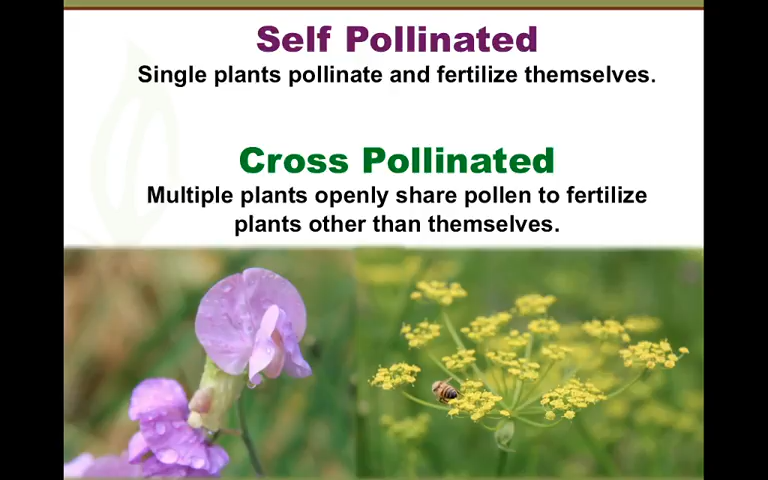 Self Pollinated
Single plants pollinate and fertilize themselves.
Cross Pollinated
Multiple plants openly share pollen to fertilize
plants other than themselves.